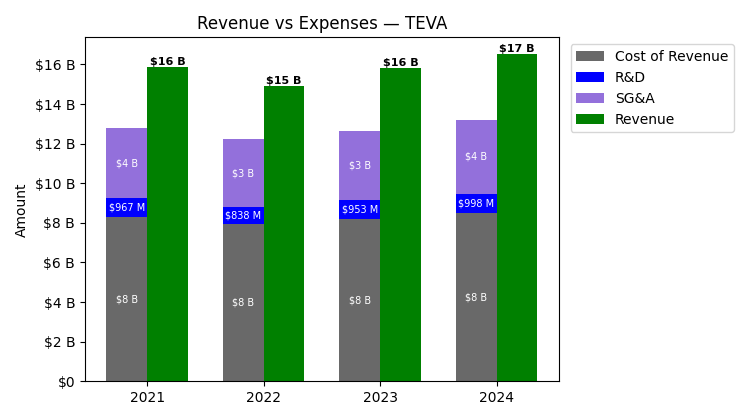 Revenue vs Expenses — TEVA
Cost of Revenue
R&D
SG&A
Revenue
Amount
$16 B
$14 B
$12 B
$10 B
$8 B
$6 B
$4 B
$2 B
$0
$16 B
$15 B
$16 B
$17 B
$4 B
$3 B
$3 B
$4 B
$967 M
$838 M
$953 M
$998 M
$8 B
$8 B
$8 B
$8 B
2021
2022
2023
2024